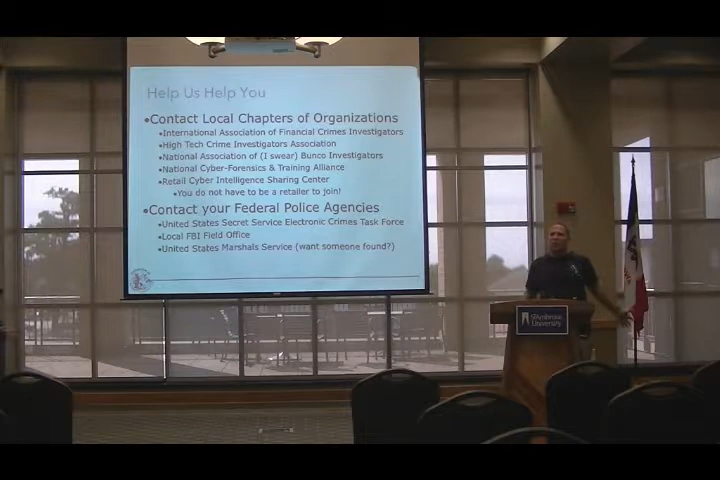 Help Us Help You
•Contact Local Chapters of Organizations
•International Association of Financial Crimes Investigators
•High Tech Crime Investigators Association
•National Association of (I swear) Bunco Investigators
•National Cyber-Forensics & Training Alliance
•Retail Cyber Intelligence Sharing Center
•You do not have to be a retailer to join!
•Contact your Federal Police Agencies
•United States Secret Service Electronic Crimes Task Force
•Local FBI Field Office
•United States Marshals Service (want someone found?)
St.Ambrose
University